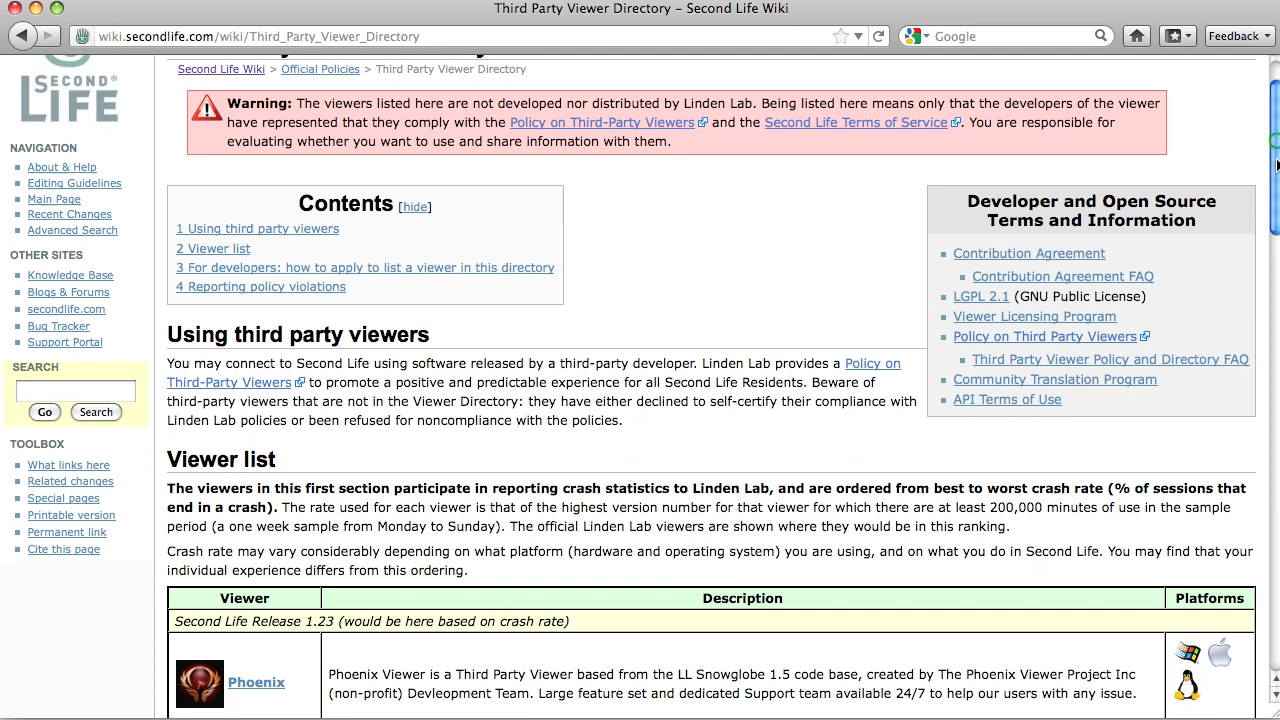 Third Party Viewer Directory – Second Life Wiki
wiki.secondlife.com/wiki/Third_Party_Viewer_Directory
Google
Feedback
SECOND®
LIFE
NAVIGATION
About & Help
Editing Guidelines
Main Page
Recent Changes
Advanced Search
OTHER SITES
Knowledge Base
Blogs & Forums
secondlife.com
Bug Tracker
Support Portal
SEARCH
Go Search
TOOLBOX
What links here
Related changes
Special pages
Printable version
Permanent link
Cite this page
Second Life Wiki > Official Policies > Third Party Viewer Directory
Warning: The viewers listed here are not developed nor distributed by Linden Lab. Being listed here means only that the developers of the viewer
have represented that they comply with the Policy on Third-Party Viewers and the Second Life Terms of Service. You are responsible for
evaluating whether you want to use and share information with them.
Contents [hide]
1 Using third party viewers
2 Viewer list
3 For developers: how to apply to list a viewer in this directory
4 Reporting policy violations
Developer and Open Source
Terms and Information
Contribution Agreement
Contribution Agreement FAQ
LGPL 2.1 (GNU Public License)
Viewer Licensing Program
Policy on Third Party Viewers
Third Party Viewer Policy and Directory FAQ
Community Translation Program
API Terms of Use
Using third party viewers
You may connect to Second Life using software released by a third-party developer. Linden Lab provides a Policy on
Third-Party Viewers to promote a positive and predictable experience for all Second Life Residents. Beware of
third-party viewers that are not in the Viewer Directory: they have either declined to self-certify their compliance with
Linden Lab policies or been refused for noncompliance with the policies.
Viewer list
The viewers in this first section participate in reporting crash statistics to Linden Lab, and are ordered from best to worst crash rate (% of sessions that
end in a crash). The rate used for each viewer is that of the highest version number for that viewer for which there are at least 200,000 minutes of use in the sample
period (a one week sample from Monday to Sunday). The official Linden Lab viewers are shown where they would be in this ranking.
Crash rate may vary considerably depending on what platform (hardware and operating system) you are using, and on what you do in Second Life. You may find that your
individual experience differs from this ordering.
Viewer Description Platforms
Second Life Release 1.23 (would be here based on crash rate)
Phoenix
Phoenix Viewer is a Third Party Viewer based from the LL Snowglobe 1.5 code base, created by The Phoenix Viewer Project Inc
(non-profit) Devleopment Team. Large feature set and dedicated Support team available 24/7 to help our users with any issue.